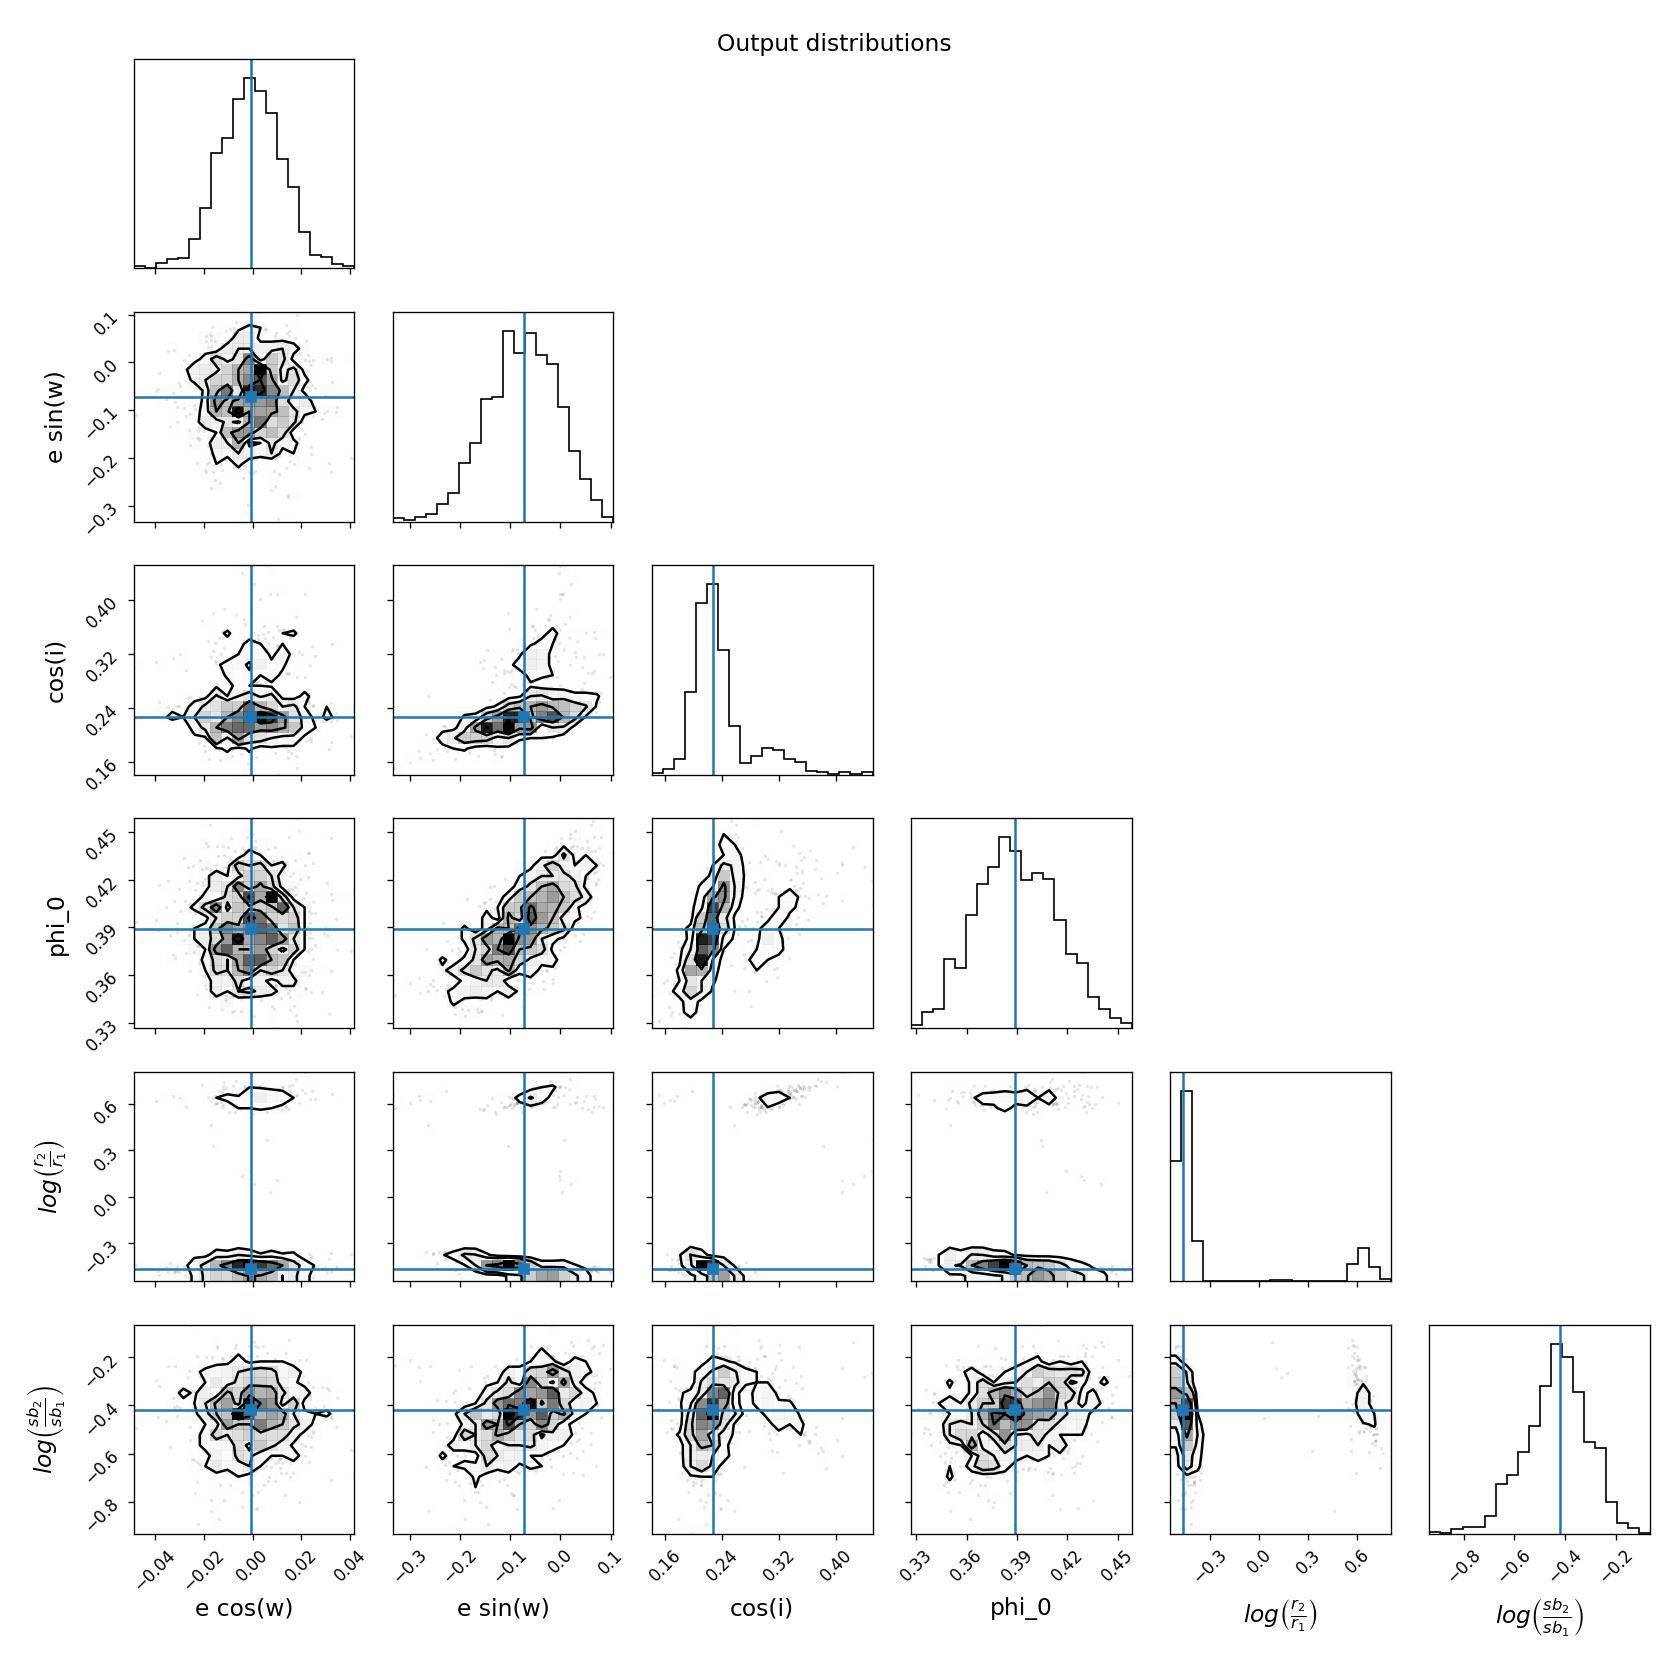 Output distributions
e sin(w)
0.1
0.0
−0.1
−0.2
−0.3
cos(i)
0.40
0.32
0.24
0.16
phi_0
0.45
0.42
0.39
0.36
0.33
log(r2/r1)
0.6
0.3
0.0
−0.3
log(sb2/sb1)
−0.2
−0.4
−0.6
−0.8
−0.04 −0.02 0.00 0.02 0.04
−0.3 −0.2 −0.1 0.0 0.1
0.16 0.24 0.32 0.40
0.33 0.36 0.39 0.42 0.45
−0.3 0.0 0.3 0.6
−0.8 −0.6 −0.4 −0.2
e cos(w)
e sin(w)
cos(i)
phi_0
log(r2/r1)
log(sb2/sb1)